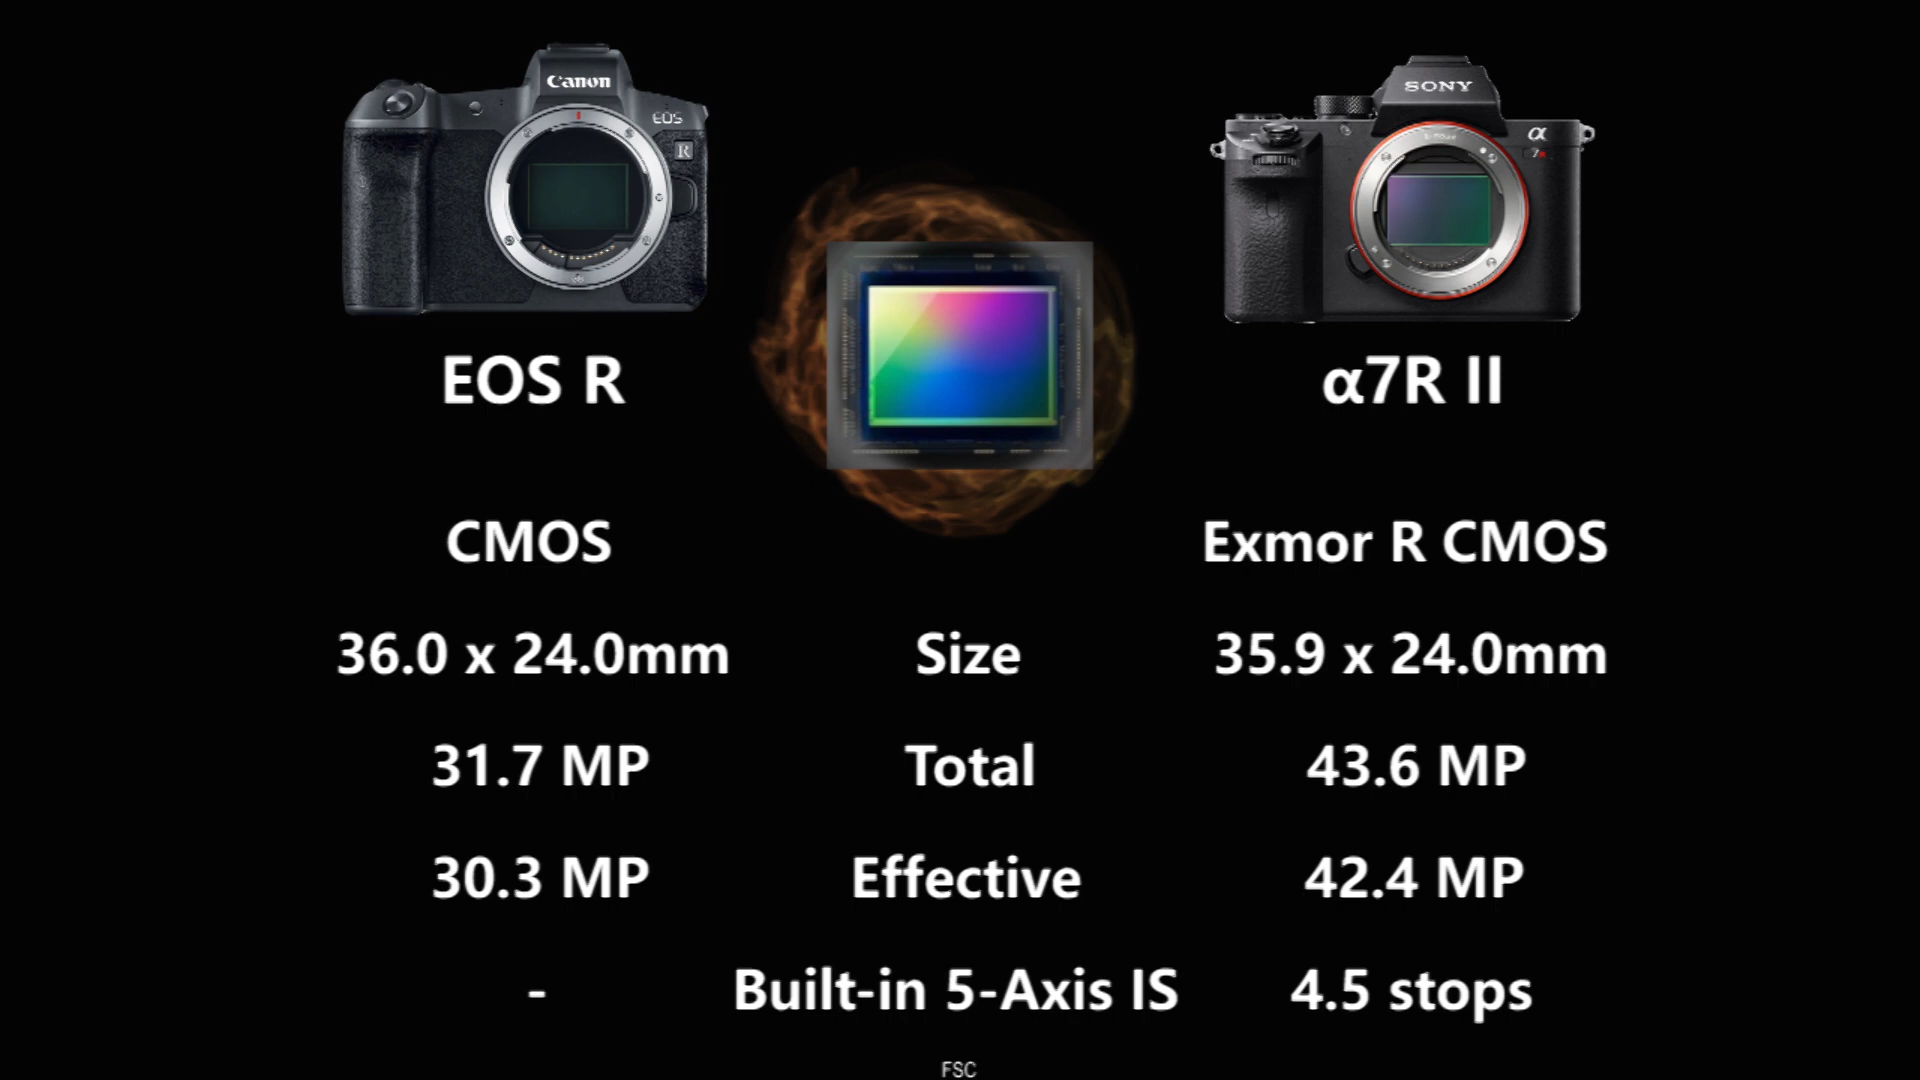 Canon
EOS
R
SONY
α
7R
EOS R
α7R II
CMOS
Exmor R CMOS
36.0 x 24.0mm
Size
35.9 x 24.0mm
31.7 MP
Total
43.6 MP
30.3 MP
Effective
42.4 MP
-
Built-in 5-Axis IS
4.5 stops
FSC